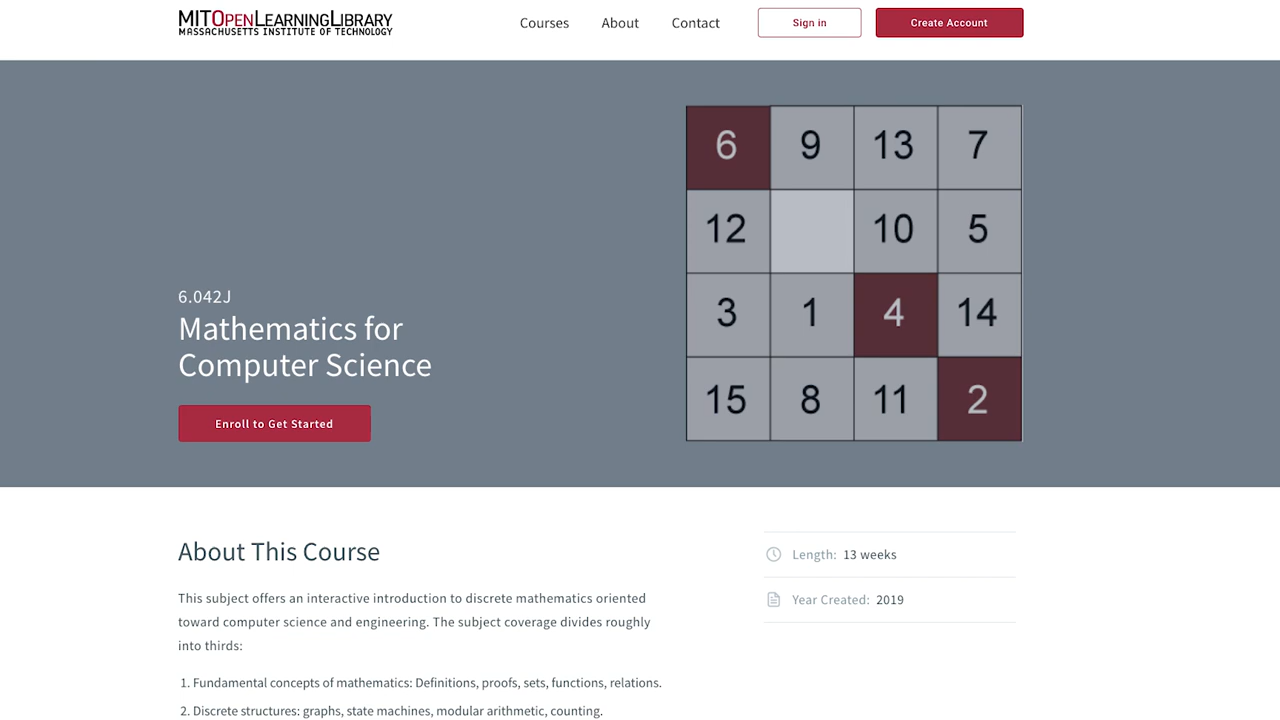 MITOPENLEARNINGLIBRARY
MASSACHUSETTS INSTITUTE OF TECHNOLOGY
Courses About Contact Sign in Create Account
6 9 13 7
12 10 5
3 1 4 14
15 8 11 2
6.042J
Mathematics for
Computer Science
Enroll to Get Started
About This Course
This subject offers an interactive introduction to discrete mathematics oriented
toward computer science and engineering. The subject coverage divides roughly
into thirds:
1. Fundamental concepts of mathematics: Definitions, proofs, sets, functions, relations.
2. Discrete structures: graphs, state machines, modular arithmetic, counting.
Length: 13 weeks
Year Created: 2019